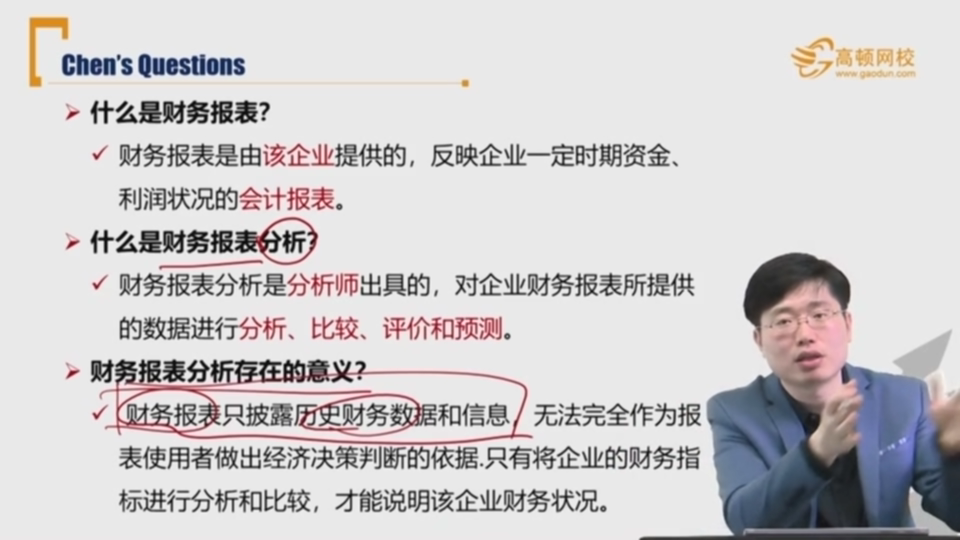 Chen's Questions
高顿网校
www.gaodun.com
什么是财务报表?
财务报表是由该企业提供的，反映企业一定时期资金、
利润状况的会计报表。
什么是财务报表分析?
财务报表分析是分析师出具的，对企业财务报表所提供
的数据进行分析、比较、评价和预测。
财务报表分析存在的意义?
财务报表只披露历史财务数据和信息，无法完全作为报
表使用者做出经济决策判断的依据.只有将企业的财务指
标进行分析和比较，才能说明该企业财务状况。